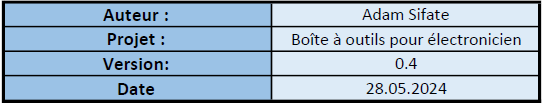 Auteur : Adam Sifate
Projet : Boîte à outils pour électronicien
Version: 0.4
Date 28.05.2024